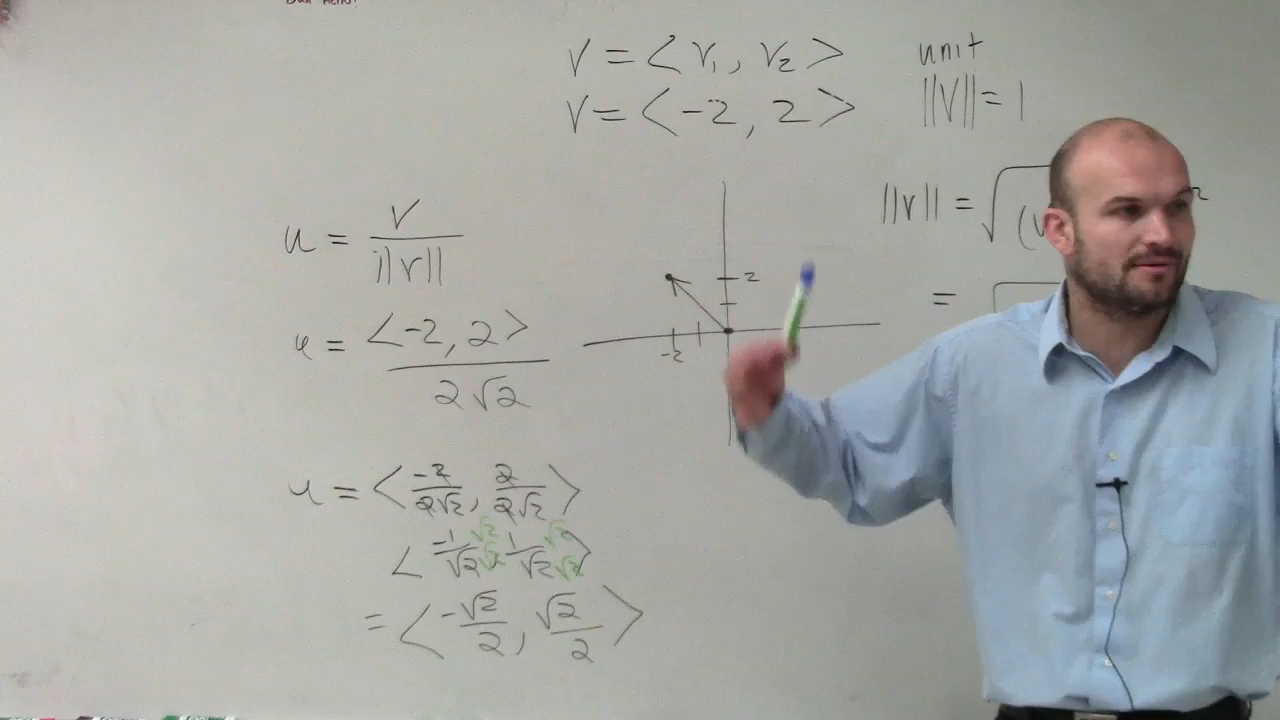 V = < V₁, V₂ >
V = < -2, 2 >
unit
||V|| = 1
||v|| = √(v
=
u = V / ||v||
u = < -2, 2 > / 2√2
2
-2
u = < -2/2√2, 2/2√2 >
< -1/√2 √2/√2 1/√2 √2/√2 >
= < -√2/2, √2/2 >